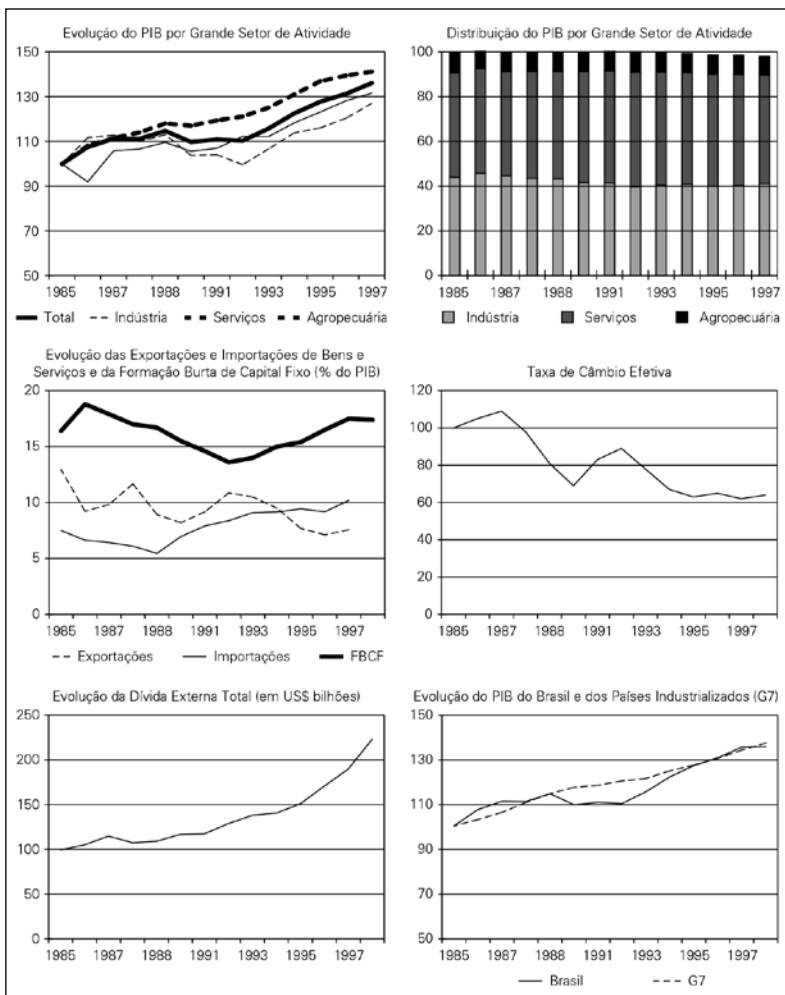 Evolução do PIB por Grande Setor de Atividade
150
130
110
90
70
50
1985 1987 1988 1991 1993 1995 1997
Total Indústria Serviços Agropecuária
Distribuição do PIB por Grande Setor de Atividade
100
80
60
40
20
0
1985 1987 1988 1991 1993 1995 1997
Indústria Serviços Agropecuária
Evolução das Exportações e Importações de Bens e
Serviços e da Formação Burta de Capital Fixo (% do PIB)
20
15
10
5
0
1985 1987 1988 1991 1993 1995 1997
Exportações Importações FBCF
Taxa de Câmbio Efetiva
120
100
80
60
40
20
0
1985 1987 1988 1991 1993 1995 1997
Evolução da Dívida Externa Total (em US$ bilhões)
250
200
150
100
50
0
1985 1987 1988 1991 1993 1995 1997
Evolução do PIB do Brasil e dos Países Industrializados (G7)
150
130
110
90
70
50
1985 1987 1988 1991 1993 1995 1997
Brasil G7